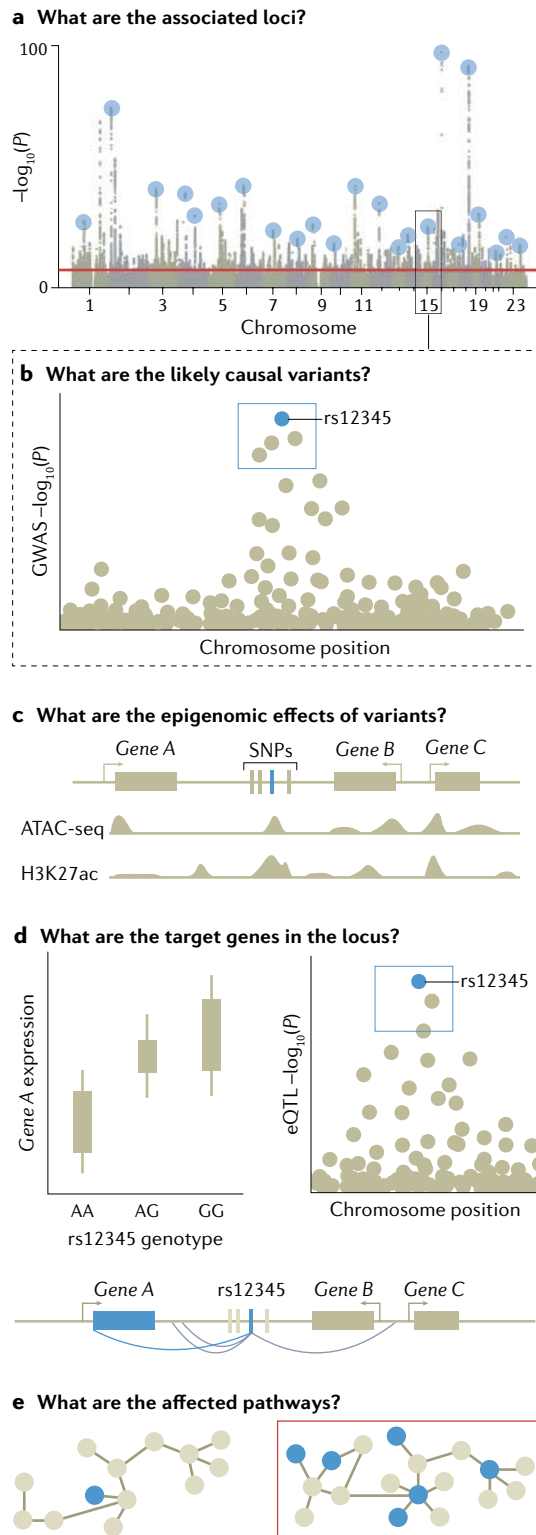 a What are the associated loci?
100
–log10(P)
0
1 3 5 7 9 11 15 19 23
Chromosome
b What are the likely causal variants?
rs12345
GWAS –log10(P)
Chromosome position
c What are the epigenomic effects of variants?
Gene A SNPs Gene B Gene C
ATAC-seq
H3K27ac
d What are the target genes in the locus?
Gene A expression
AA AG GG
rs12345 genotype
rs12345
eQTL –log10(P)
Chromosome position
Gene A rs12345 Gene B Gene C
e What are the affected pathways?